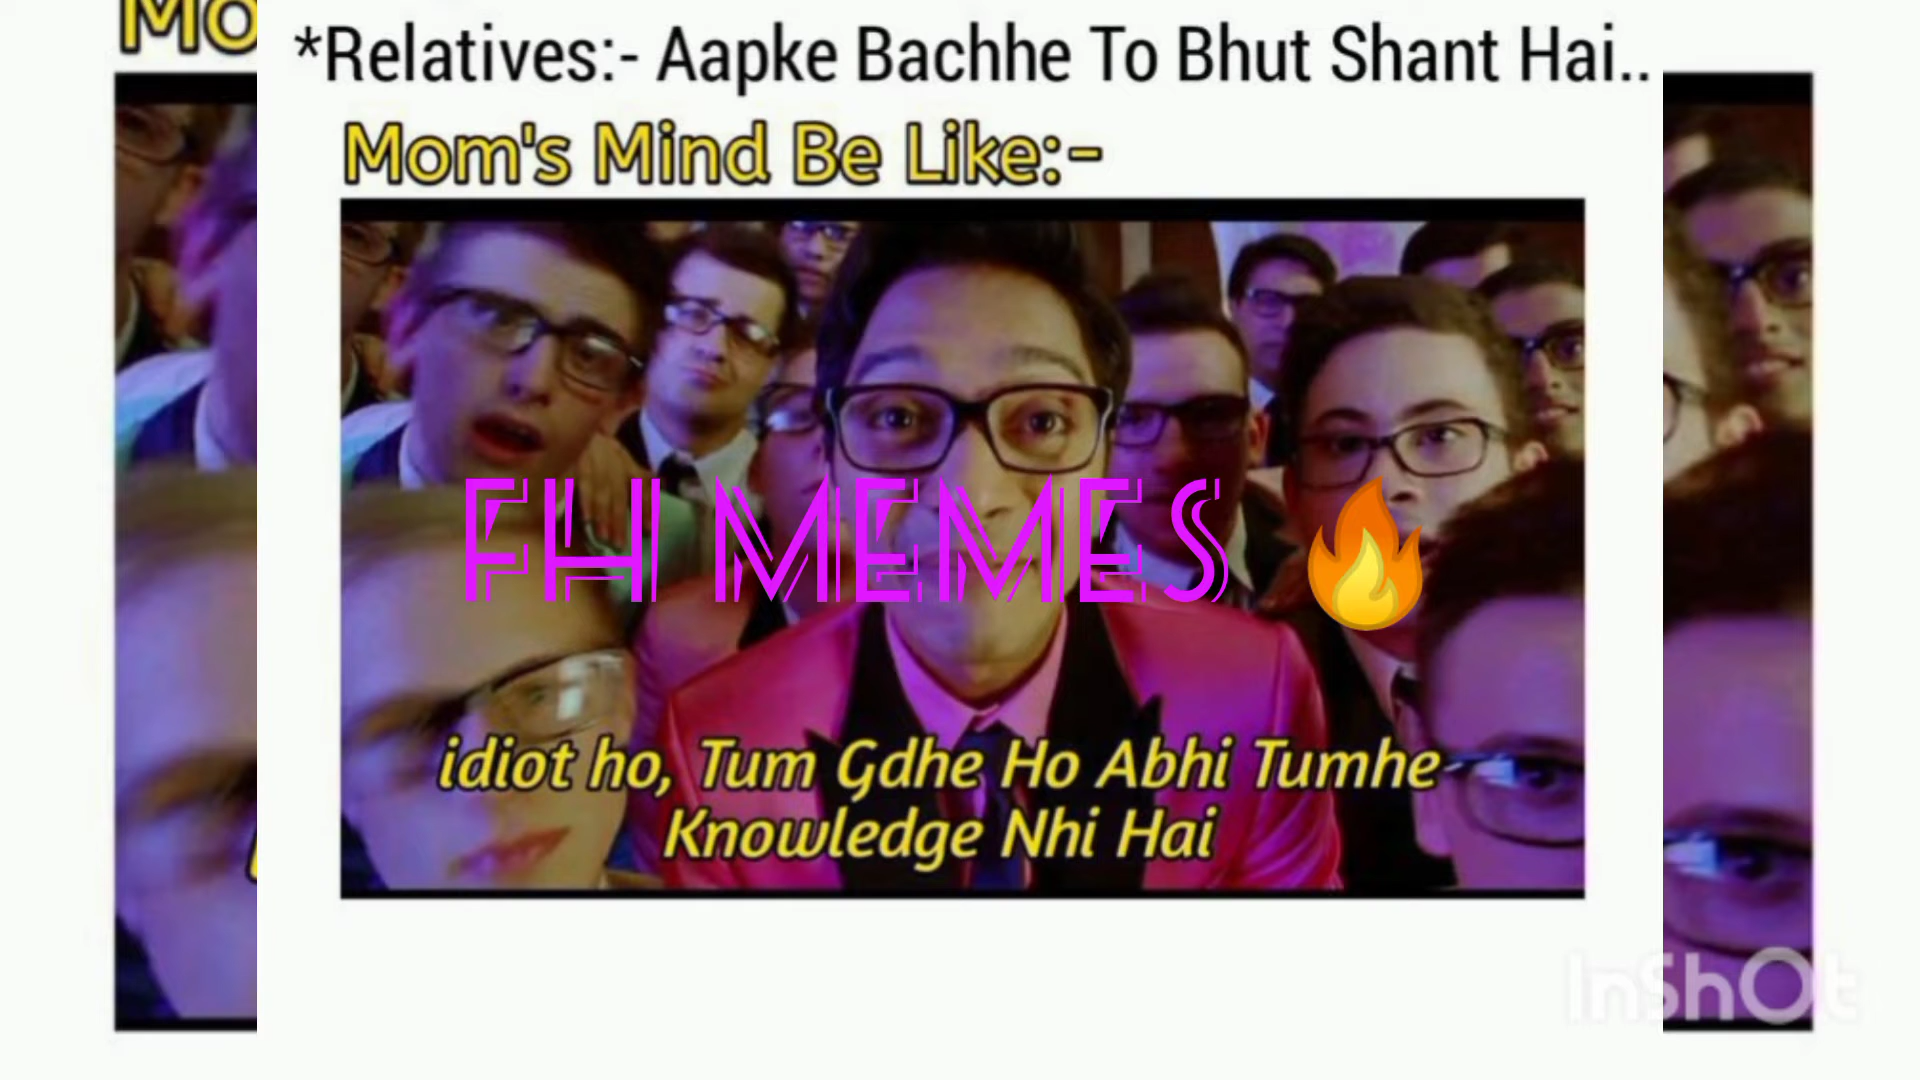 Mo
*Relatives:- Aapke Bachhe To Bhut Shant Hai..
Mom's Mind Be Like:-
FH MEMES 🔥
idiot ho, Tum Gdhe Ho Abhi Tumhe
Knowledge Nhi Hai
InShOt